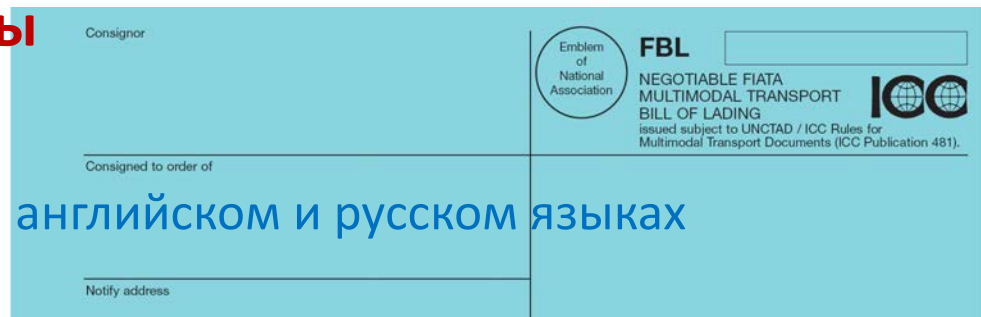 ы
Consignor
Emblem
of
National
Association
FBL
NEGOTIABLE FIATA
MULTIMODAL TRANSPORT
BILL OF LADING
issued subject to UNCTAD / ICC Rules for
Multimodal Transport Documents (ICC Publication 481).
ICC
Consigned to order of
английском и русском языках
Notify address